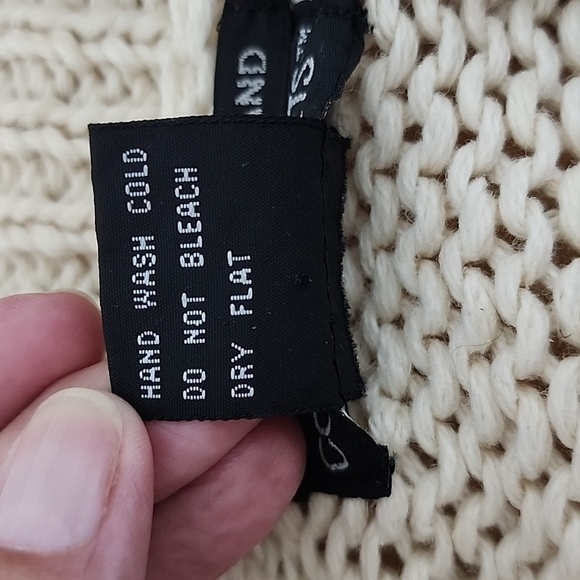 HAND WASH COLD
DO NOT BLEACH
DRY FLAT